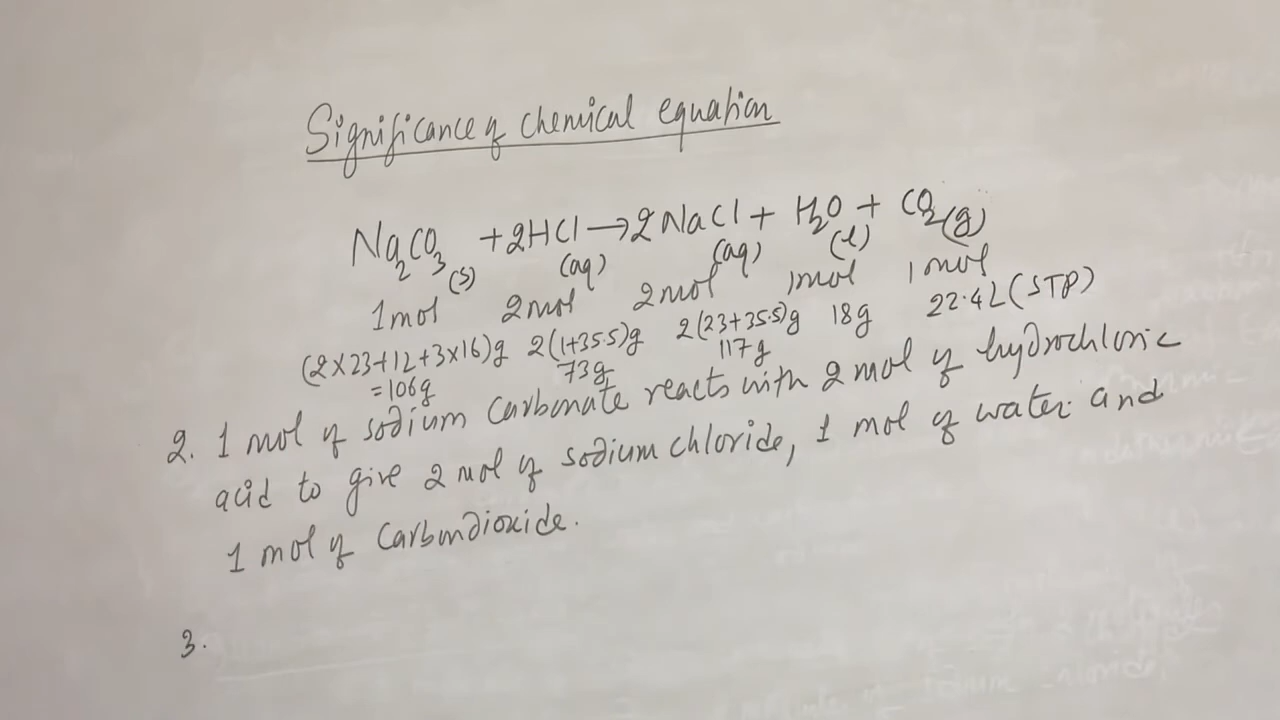 Significance of chemical equation
Na2CO3(s) + 2HCl(aq) → 2NaCl(aq) + H2O(l) + CO2(g)
1mol 2mol 2mol 1mol 1mol
(2×23+12+3×16)g 2(1+35.5)g 2(23+35.5)g 18g 22.4L(STP)
=106g 73g 117g
2. 1 mol of sodium carbonate reacts with 2 mol of hydrochloric
acid to give 2 mol of sodium chloride, 1 mol of water and
1 mol of carbondioxide.
3.